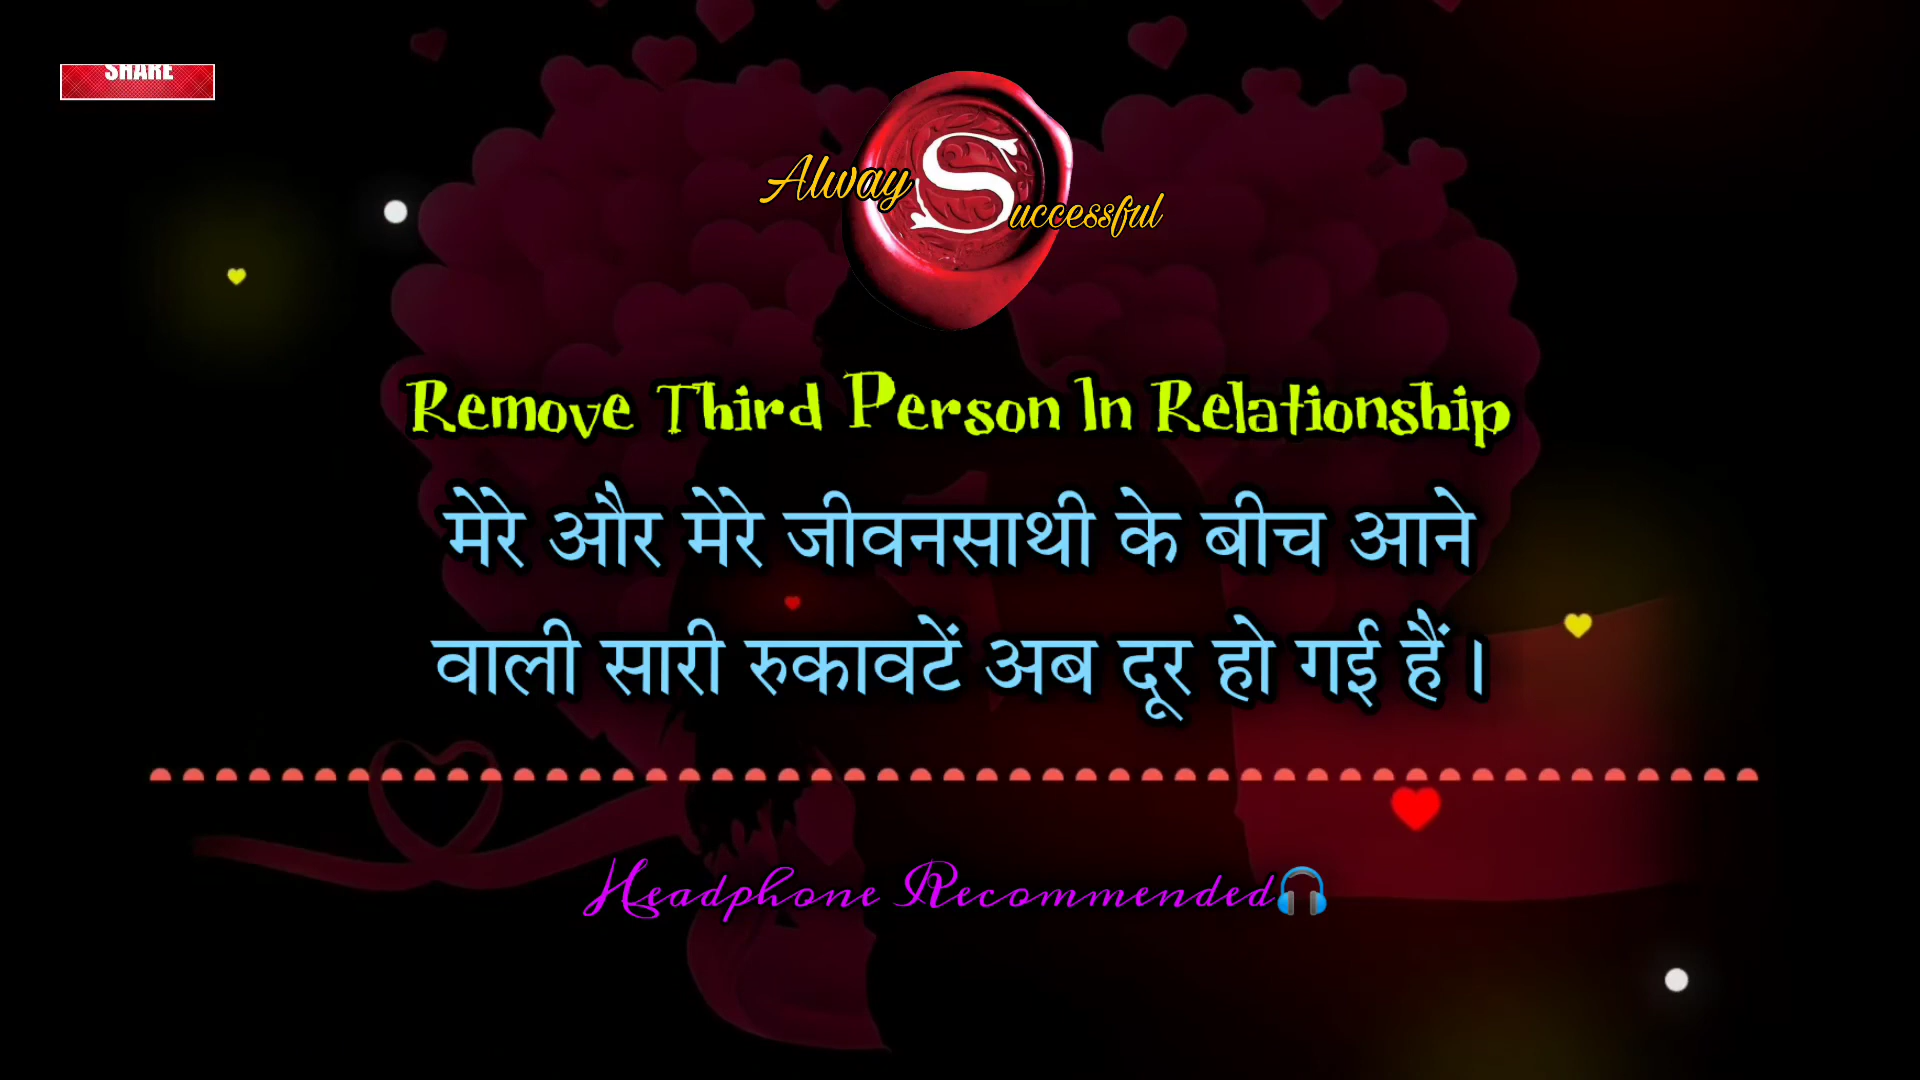 SHARE
Alway Successful
Remove Third Person In Relationship
मेरे और मेरे जीवनसाथी के बीच आने
वाली सारी रुकावटें अब दूर हो गई हैं।
Headphone Recommended🎧